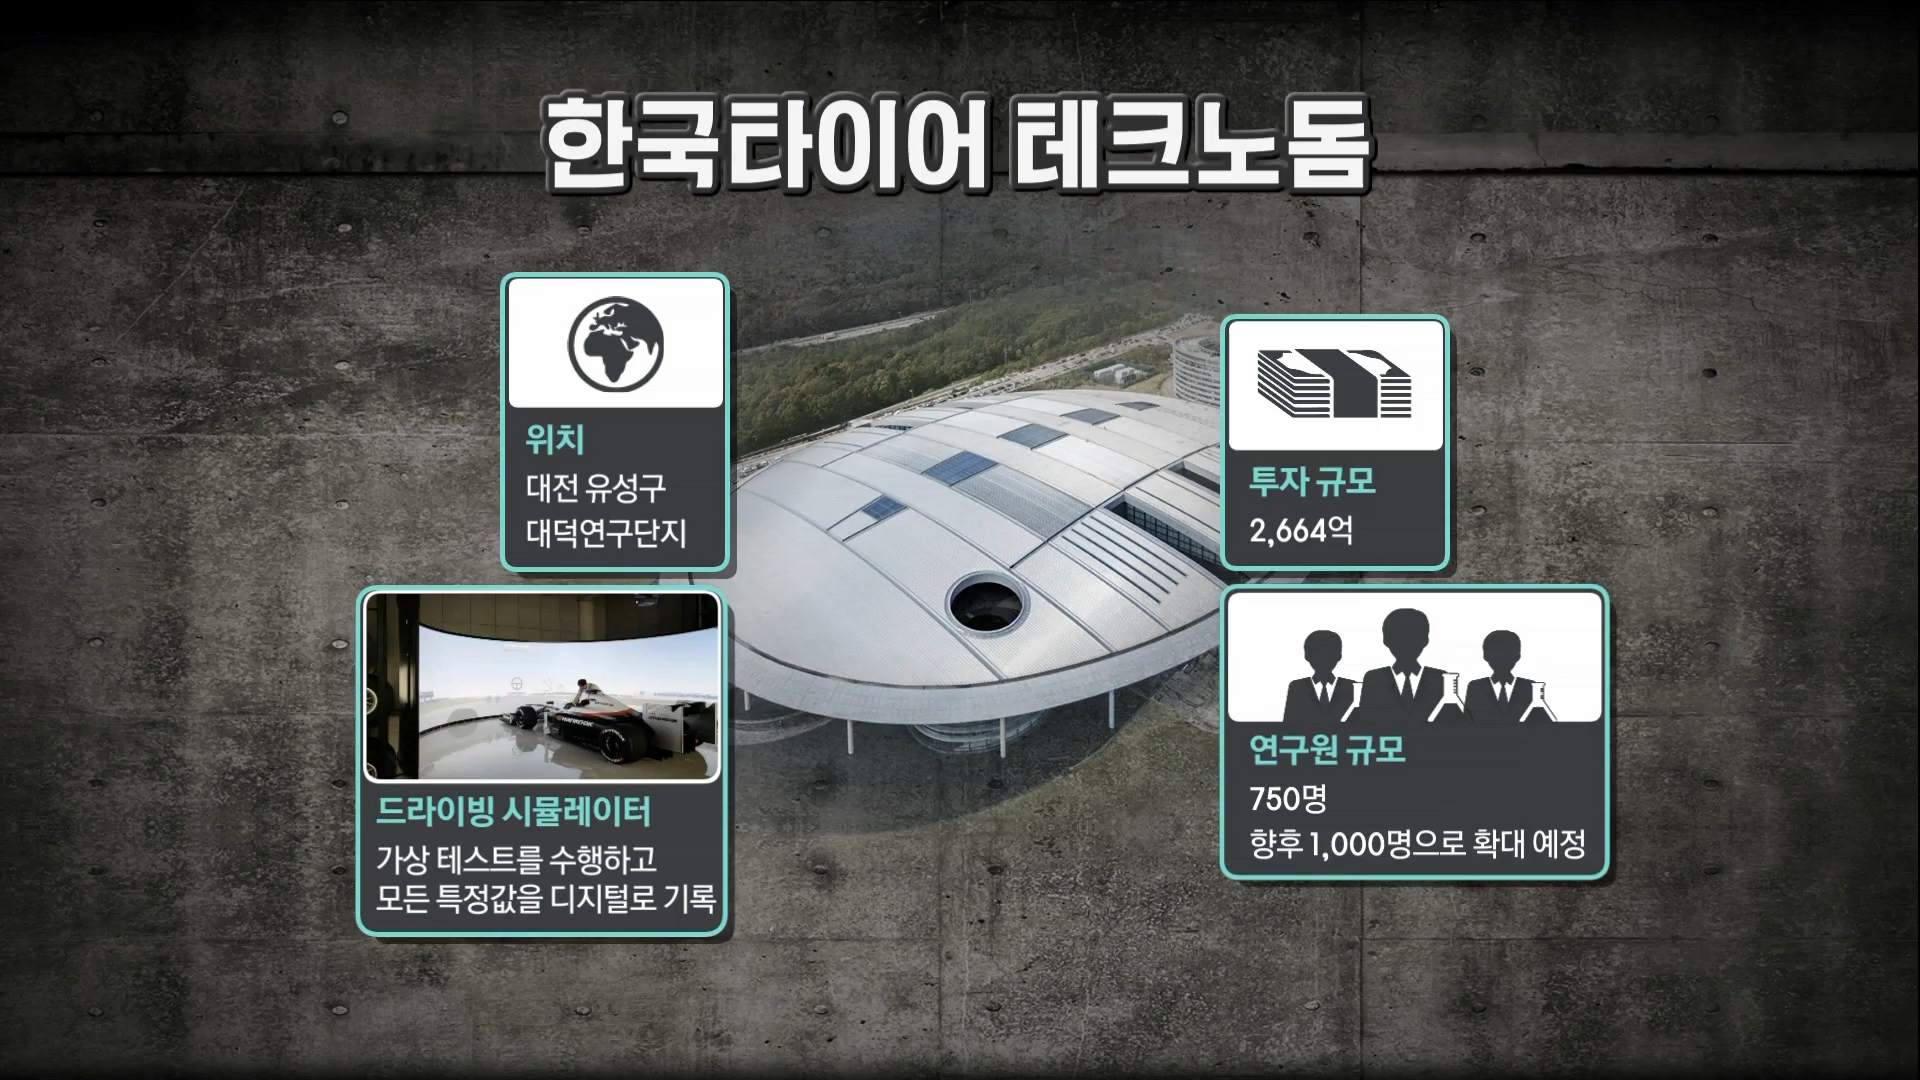 한국타이어 테크노돔
위치
대전 유성구
대덕연구단지
투자 규모
2,664억
HANKOOK
드라이빙 시뮬레이터
가상 테스트를 수행하고
모든 특정값을 디지털로 기록
연구원 규모
750명
향후 1,000명으로 확대 예정